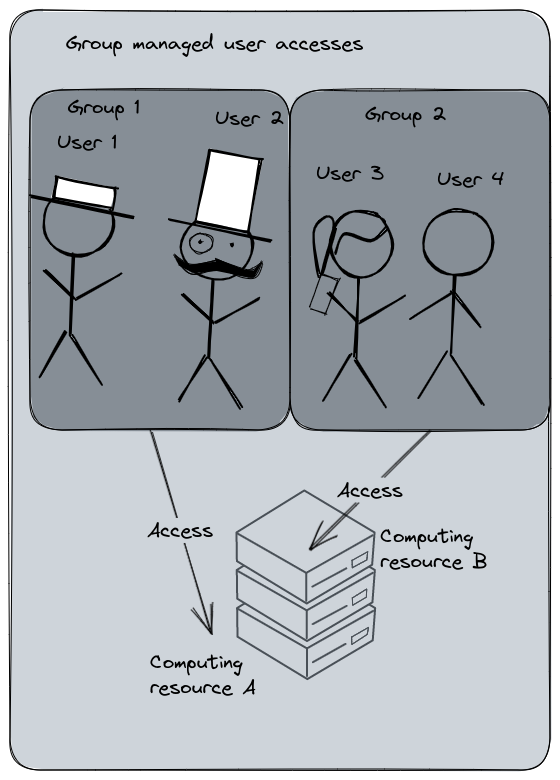 Group managed user accesses
Group 1
User 1
User 2
Group 2
User 3
User 4
Access
Computing
resource B
Access
Computing
resource A